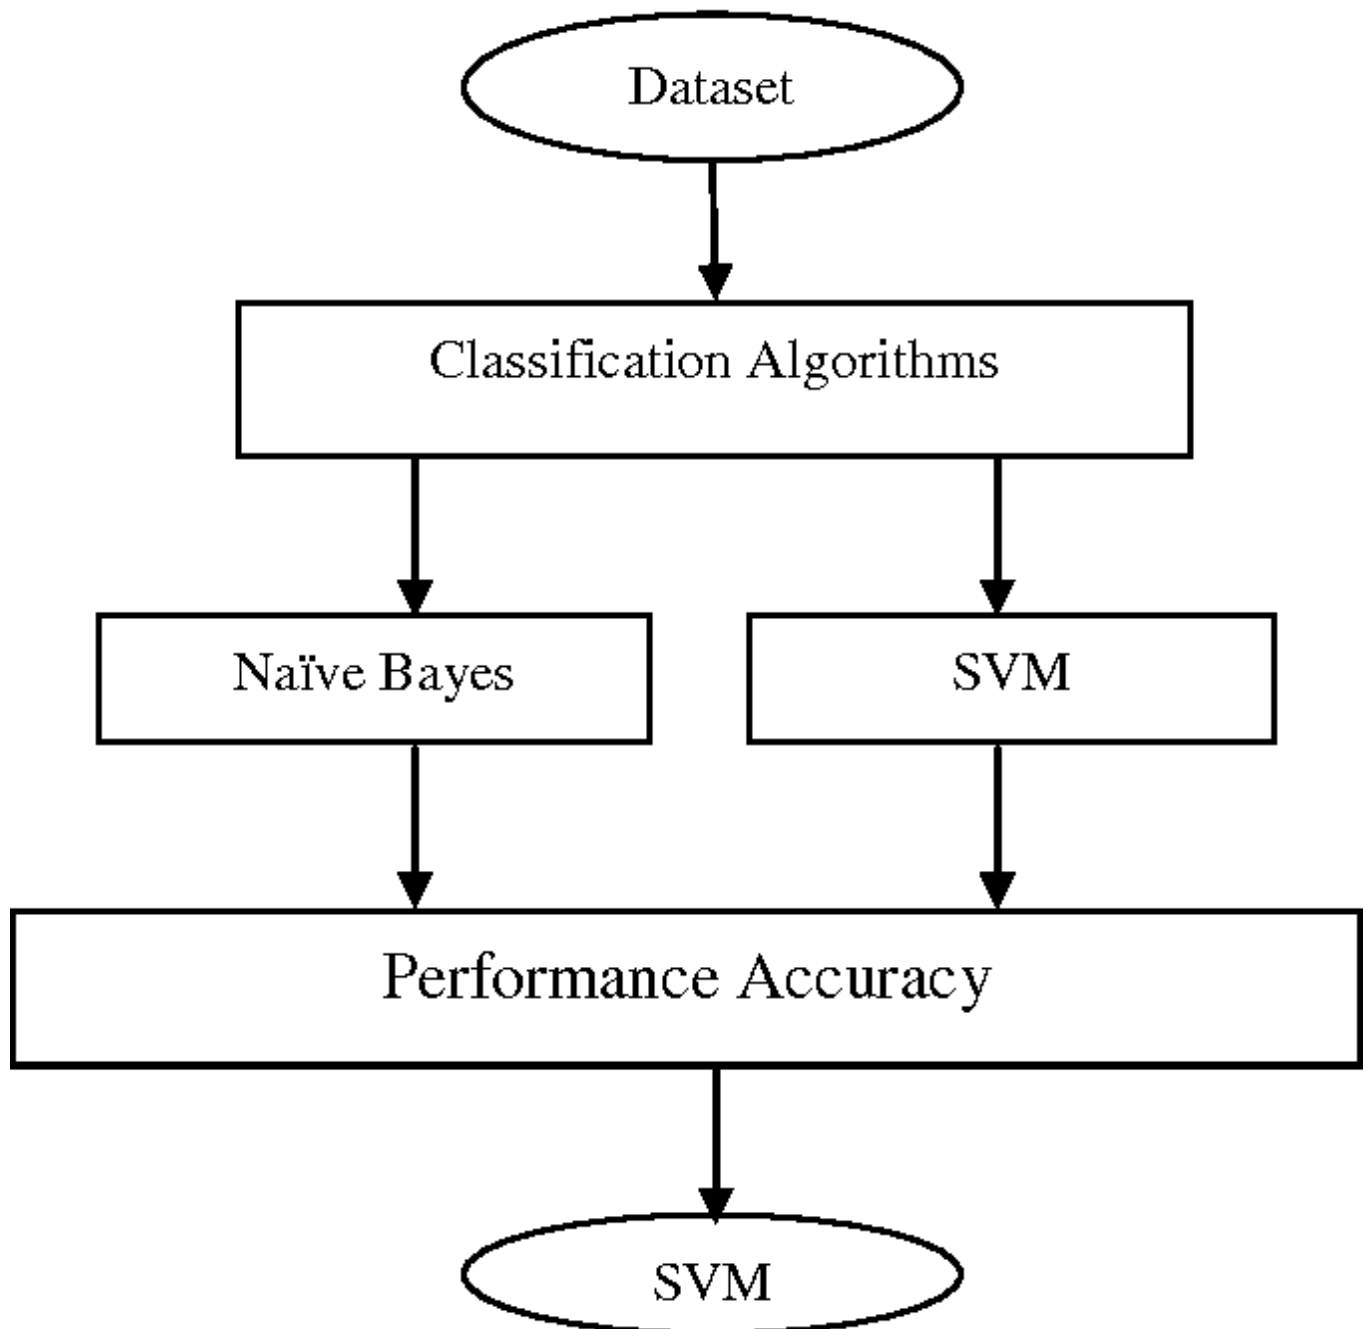 Dataset
Classification Algorithms
Naïve Bayes
SVM
Performance Accuracy
SVM